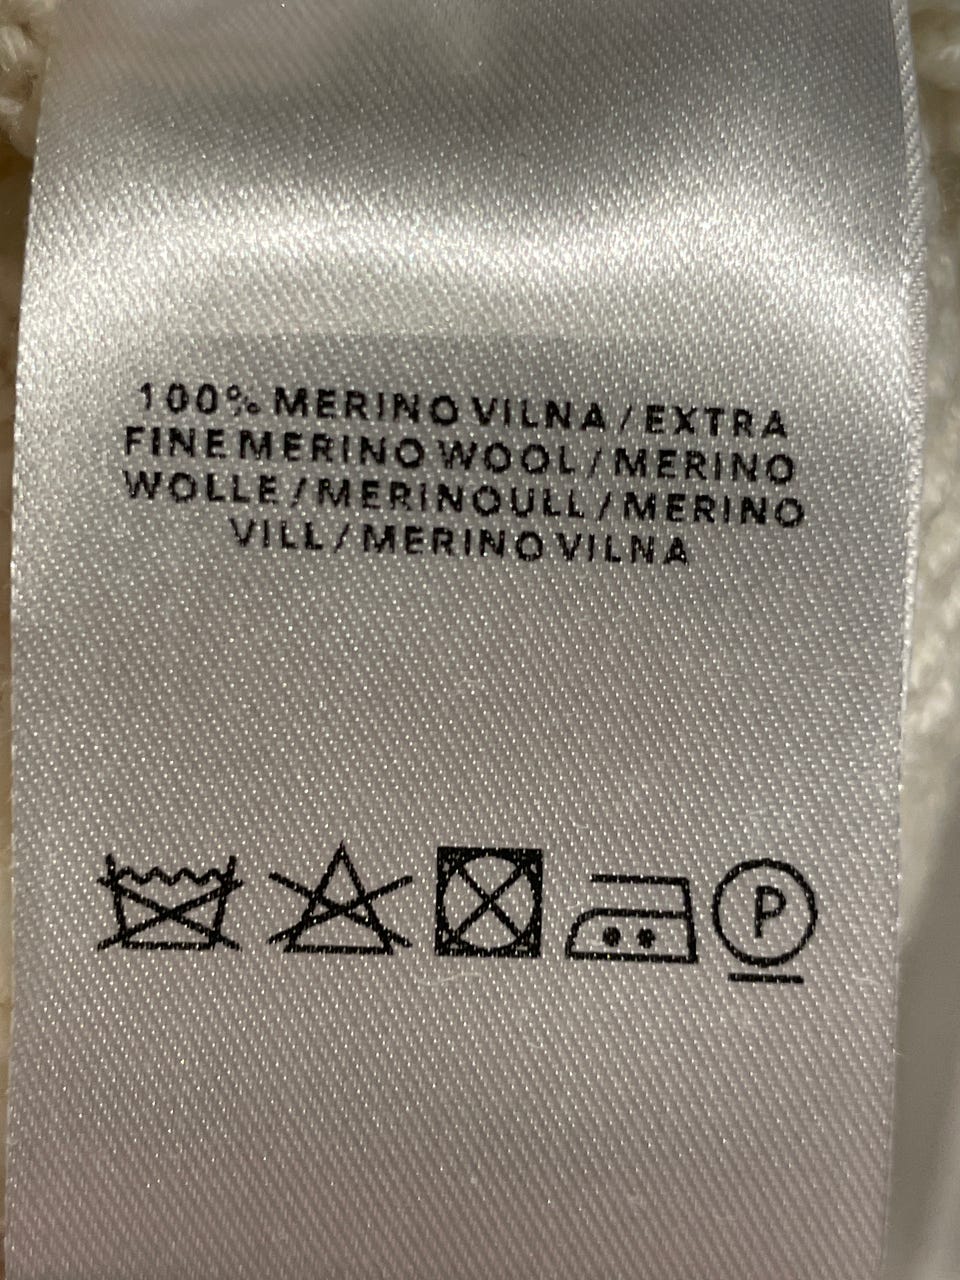 100% MERINO VILNA / EXTRA
FINE MERINO WOOL / MERINO
WOLLE / MERINOULL / MERINO
VILL / MERINO VILNA
P